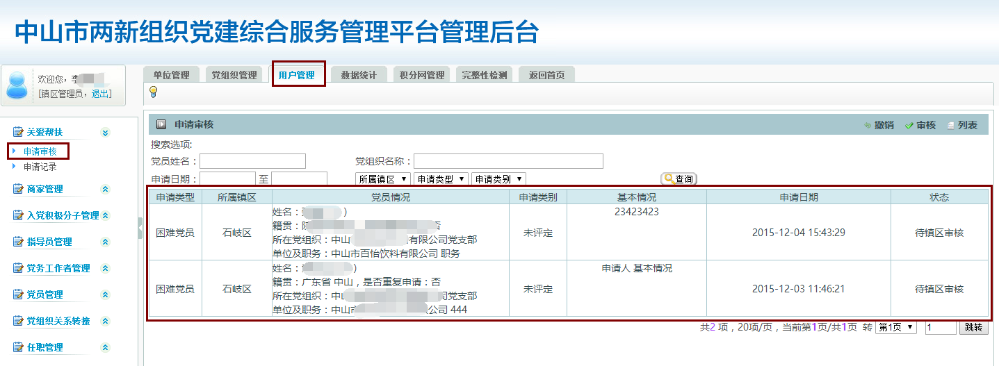 中山市两新组织党建综合服务管理平台管理后台
欢迎您，李
[镇区管理员，退出]
单位管理 党组织管理 用户管理 数据统计 积分网管理 完整性检测 返回首页
关爱帮扶
申请审核
申请记录
商家管理
入党积极分子管理
指导员管理
党务工作者管理
党员管理
党组织关系转接
任职管理
申请审核 撤销 审核 列表
搜索选项:
党员姓名： 党组织名称：
申请日期： 至 所属镇区 申请类型 申请类别 查询
申请类型 所属镇区 党员情况 申请类别 基本情况 申请日期 状态
困难党员 石岐区
姓名： )
籍贯： 否
所在党组织：中山 有限公司党支部
单位及职务：中山市百怡饮料有限公司 职务
未评定 23423423 2015-12-04 15:43:29 待镇区审核
困难党员 石岐区
姓名： )
籍贯：广东省 中山，是否重复申请：否
所在党组织：中山 司党支部
单位及职务：中山市 公司 444
未评定 申请人 基本情况 2015-12-03 11:46:21 待镇区审核
共2 项，20项/页，当前第1页/共1页 转 第1页 1 跳转